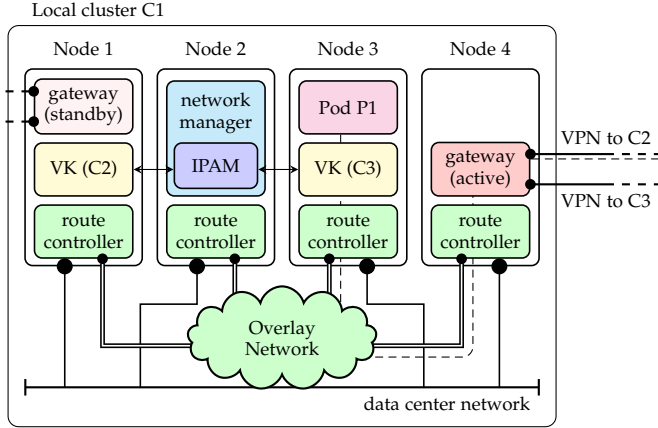 Local cluster C1
Node 1
Node 2
Node 3
Node 4
gateway
(standby)
network
manager
Pod P1
VPN to C2
VK (C2)
IPAM
VK (C3)
gateway
(active)
VPN to C3
route
controller
route
controller
route
controller
route
controller
Overlay
Network
data center network